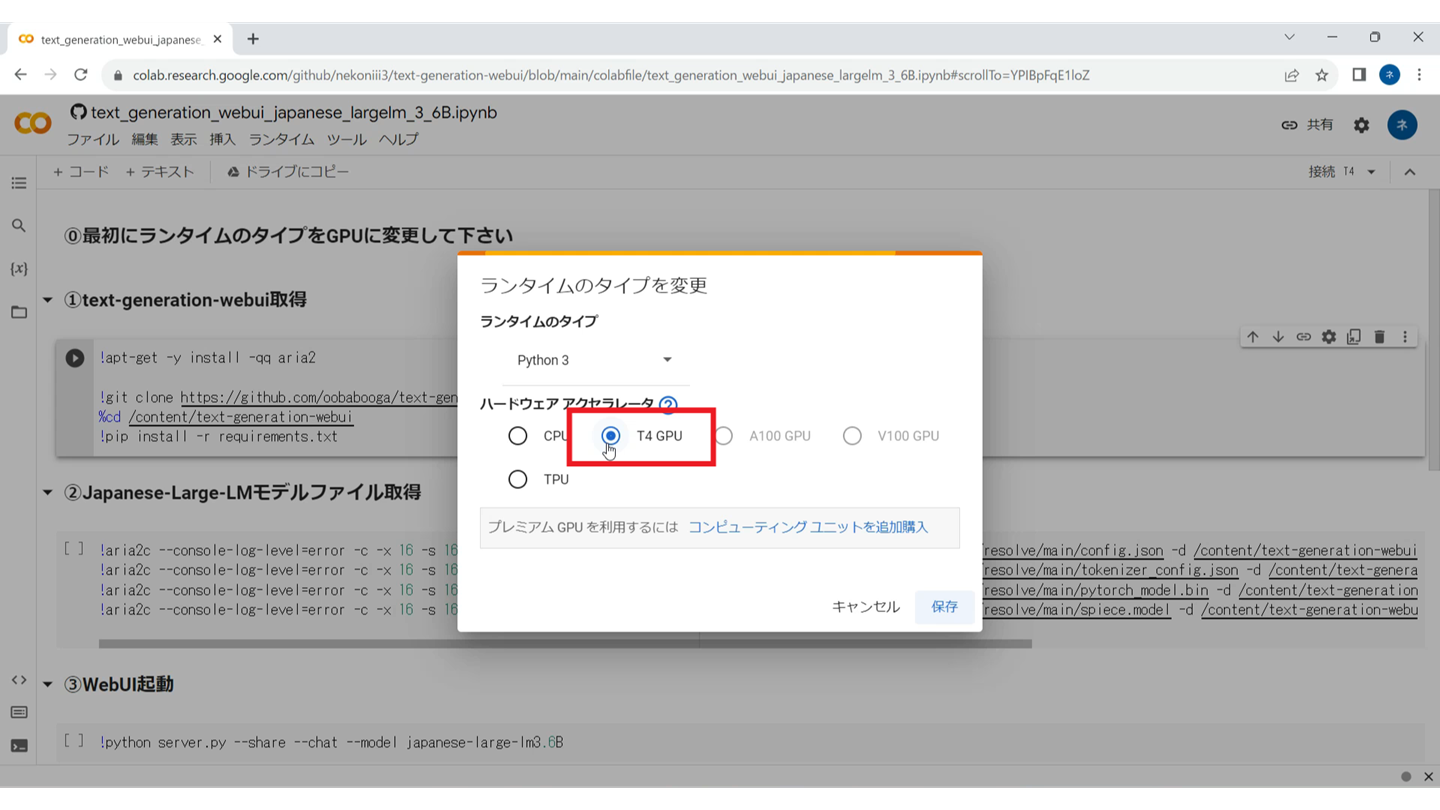 text_generation_webui_japanese_
colab.research.google.com/github/nekoniii3/text-generation-webui/blob/main/colabfile/text_generation_webui_japanese_largelm_3_6B.ipynb#scrollTo=YPIBpFqE1loZ
ネ
text_generation_webui_japanese_largelm_3_6B.ipynb
ファイル 編集 表示 挿入 ランタイム ツール ヘルプ
共有
ネ
+ コード + テキスト ドライブにコピー
接続 T4
⓪最初にランタイムのタイプをGPUに変更して下さい
①text-generation-webui取得
!apt-get -y install -qq aria2
!git clone https://github.com/oobabooga/text-gen
%cd /content/text-generation-webui
!pip install -r requirements.txt
ランタイムのタイプを変更
ランタイムのタイプ
Python 3
ハードウェア アクセラレータ
CPU T4 GPU A100 GPU V100 GPU
TPU
プレミアム GPU を利用するには コンピューティング ユニットを追加購入
キャンセル 保存
②Japanese-Large-LMモデルファイル取得
[ ] !aria2c --console-log-level=error -c -x 16 -s 16 resolve/main/config.json -d /content/text-generation-webui
!aria2c --console-log-level=error -c -x 16 -s 16 resolve/main/tokenizer_config.json -d /content/text-genera
!aria2c --console-log-level=error -c -x 16 -s 16 resolve/main/pytorch_model.bin -d /content/text-generation
!aria2c --console-log-level=error -c -x 16 -s 16 resolve/main/spiece.model -d /content/text-generation-webu
③WebUI起動
[ ] !python server.py --share --chat --model japanese-large-lm3.6B